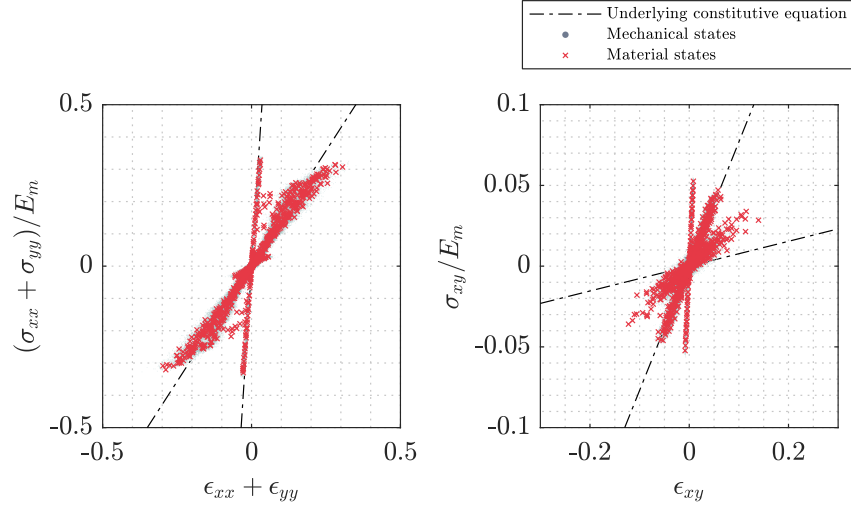 Underlying constitutive equation
Mechanical states
Material states
0.5
0
-0.5
-0.5
0
0.5
(σxx + σyy)/Em
ϵxx + ϵyy
0.1
0.05
0
-0.05
-0.1
-0.2
0
0.2
σxy/Em
ϵxy